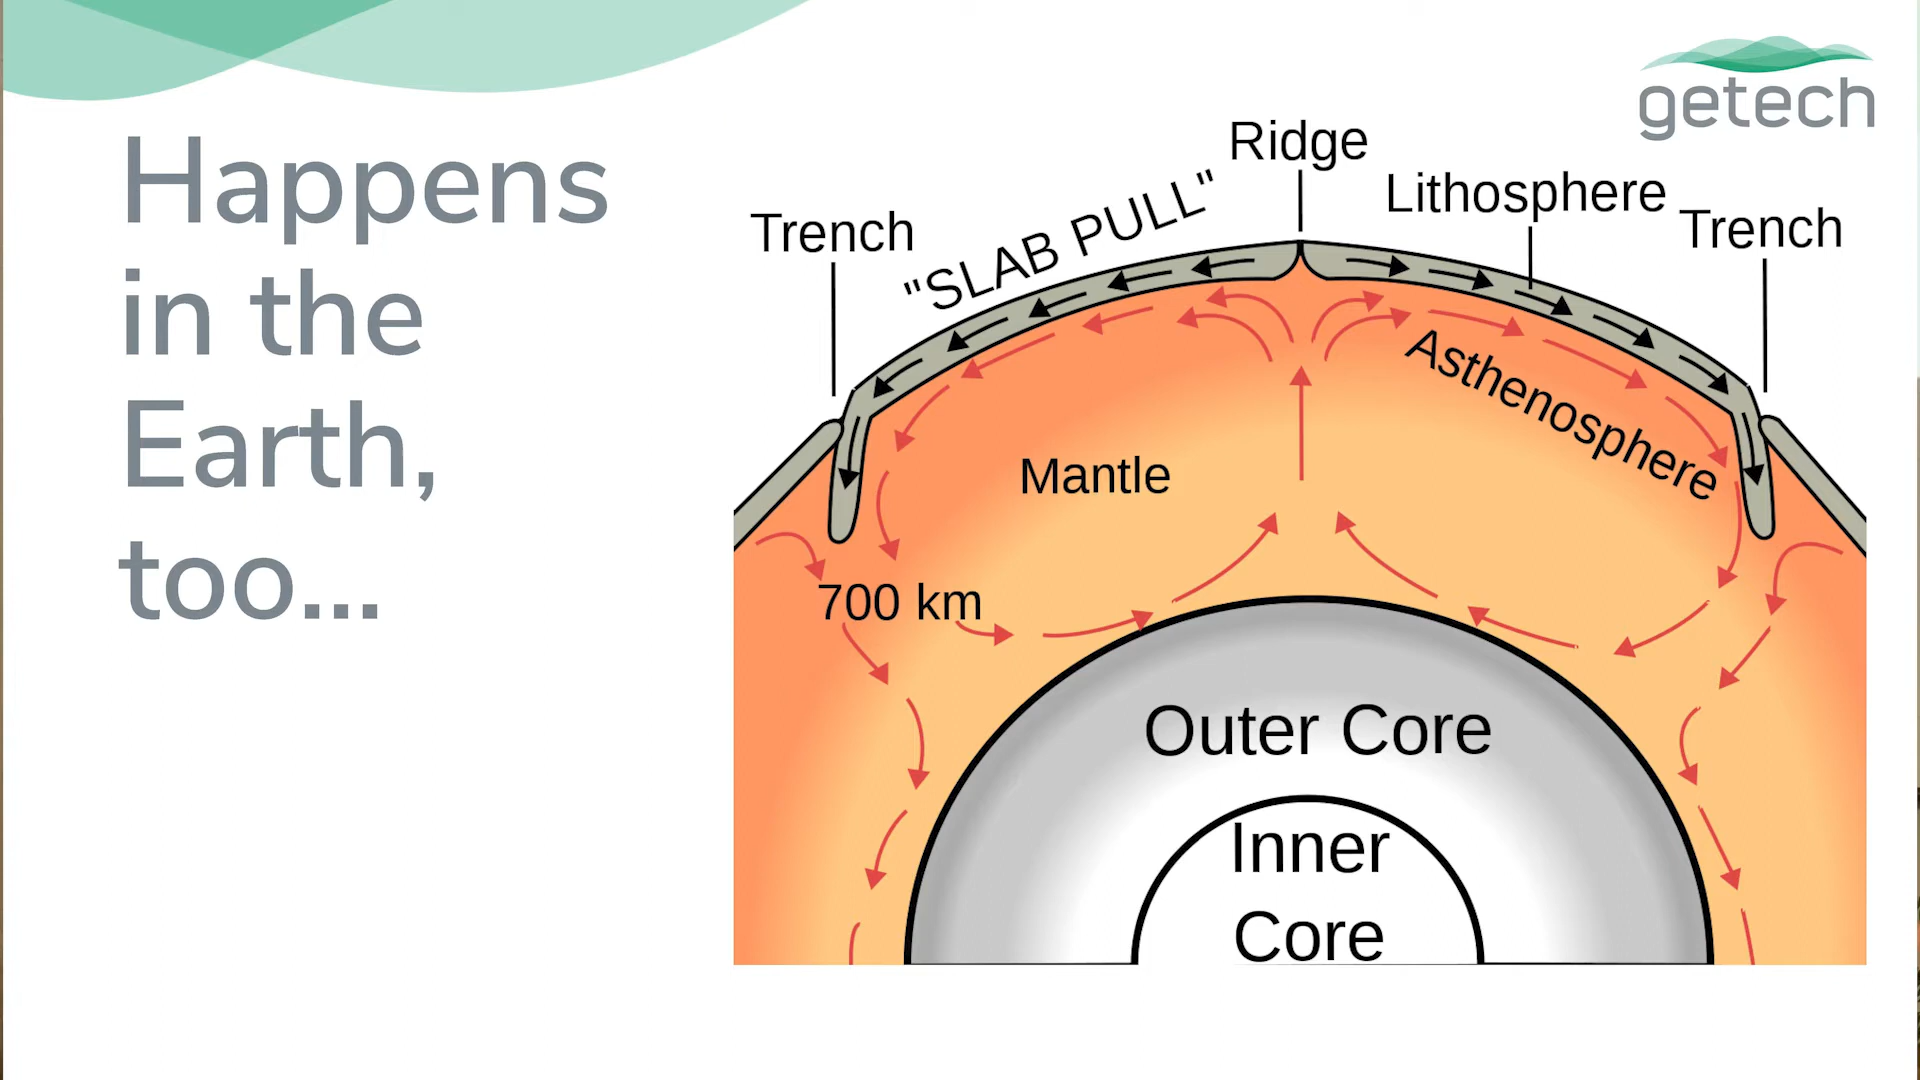 Happens
in the
Earth,
too...
getech
Ridge
Lithosphere
Trench
Trench
"SLAB PULL"
Asthenosphere
Mantle
700 km
Outer Core
Inner
Core